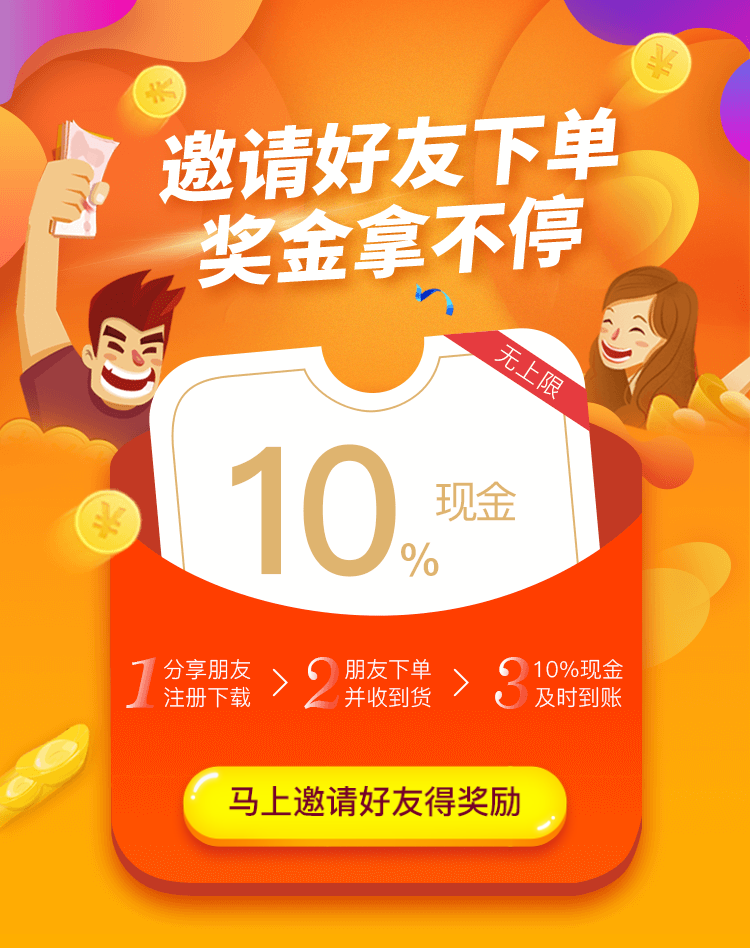 邀请好友下单
奖金拿不停
无上限
10% 现金
1 分享朋友
注册下载
2 朋友下单
并收到货
3 10%现金
及时到账
马上邀请好友得奖励